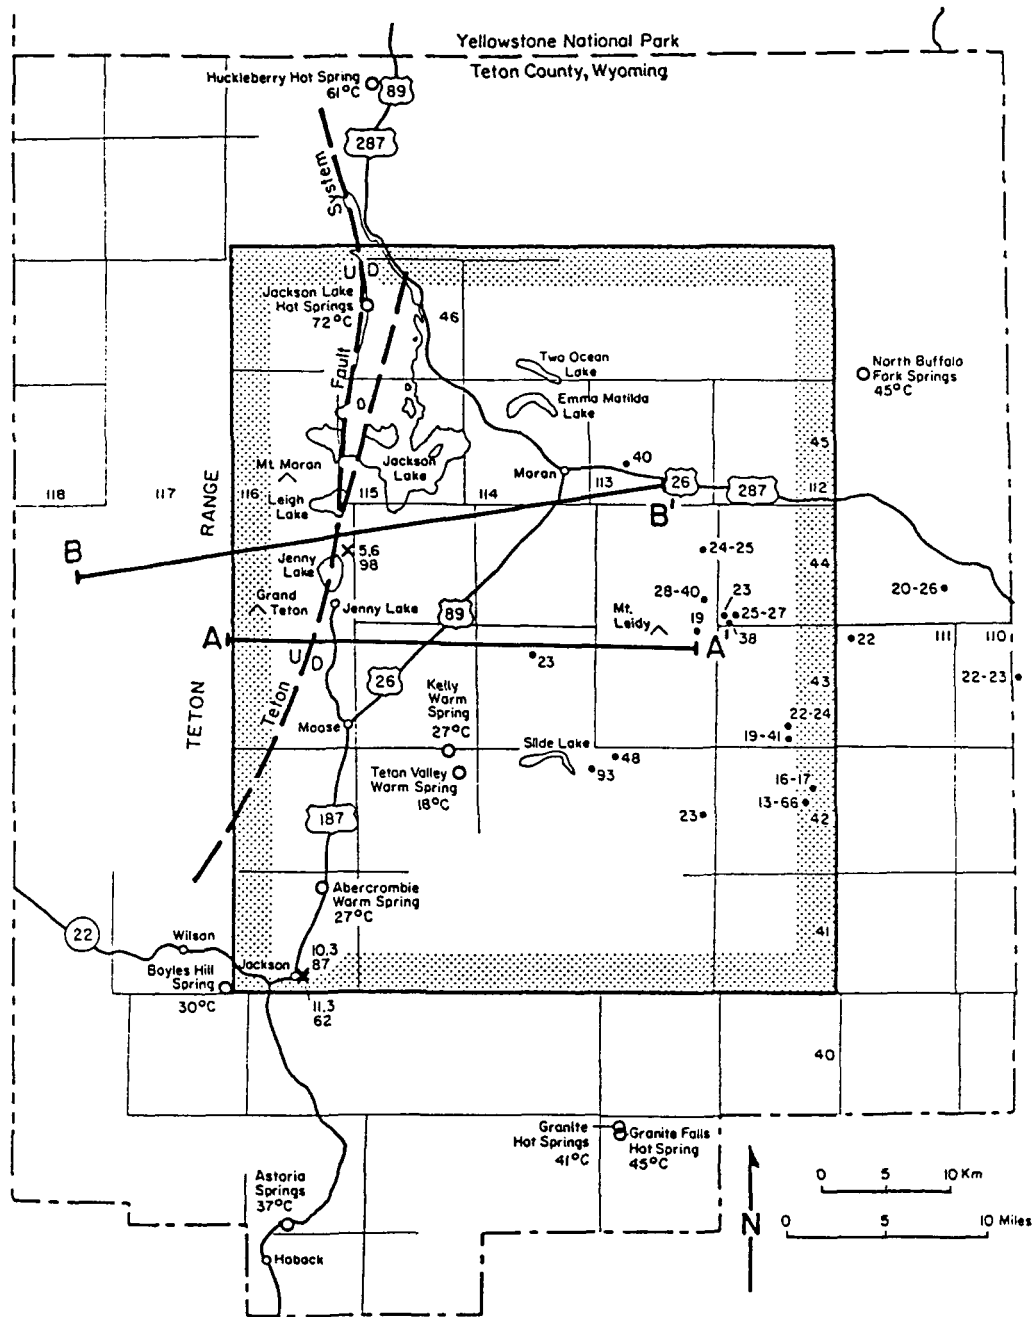 Yellowstone National Park
Teton County, Wyoming
Huckleberry Hot Spring
61°C
89
287
System
U D
Jackson Lake
Hot Springs
72°C
46
Fault
Two Ocean
Lake
Emma Matilda
Lake
North Buffalo
Fork Springs
45°C
D
D
45
Mt. Moran
Jackson
Lake
Moran
40
26
287
118
117
116
115
114
113
112
RANGE
Leigh
Lake
B
B'
Jenny
Lake
5.6
98
24-25
44
20-26
Grand
Teton
Jenny Lake
89
28-40
23
25-27
38
Mt.
Leidy
19
A
A'
U D
23
22
111
110
26
43
22-23
Teton
TETON
Moose
Kelly
Warm
Spring
27°C
22-24
19-41
Slide Lake
48
93
Teton Valley
Warm Spring
18°C
16-17
13-66
187
23
42
Abercrombie
Warm Spring
27°C
22
Wilson
41
Jackson
10.3
87
Boyles Hill
Spring
30°C
11.3
62
40
Granite
Hot Springs
41°C
Granite Falls
Hot Spring
45°C
Astoria
Springs
37°C
Hoback
N
0 5 10 Km
0 5 10 Miles